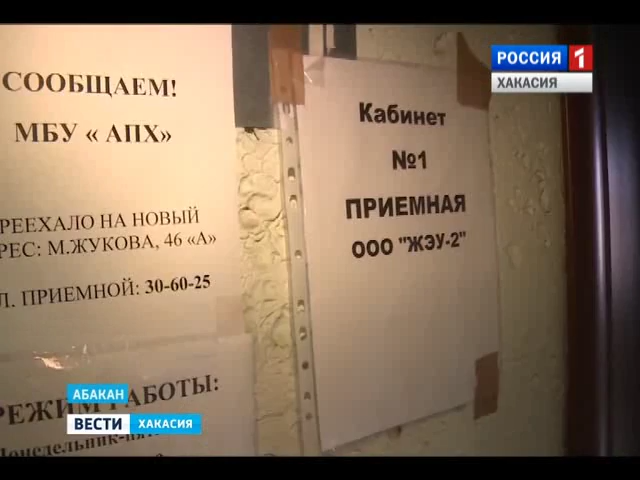 СООБЩАЕМ!
МБУ « АПХ»
РЕЕХАЛО НА НОВЫЙ
РЕС: М.ЖУКОВА, 46 «А»
Л. ПРИЕМНОЙ: 30-60-25
РЕЖИМ РАБОТЫ:
Кабинет
№1
ПРИЕМНАЯ
ООО "ЖЭУ-2"
РОССИЯ 1
ХАКАСИЯ
АБАКАН
ВЕСТИ ХАКАСИЯ